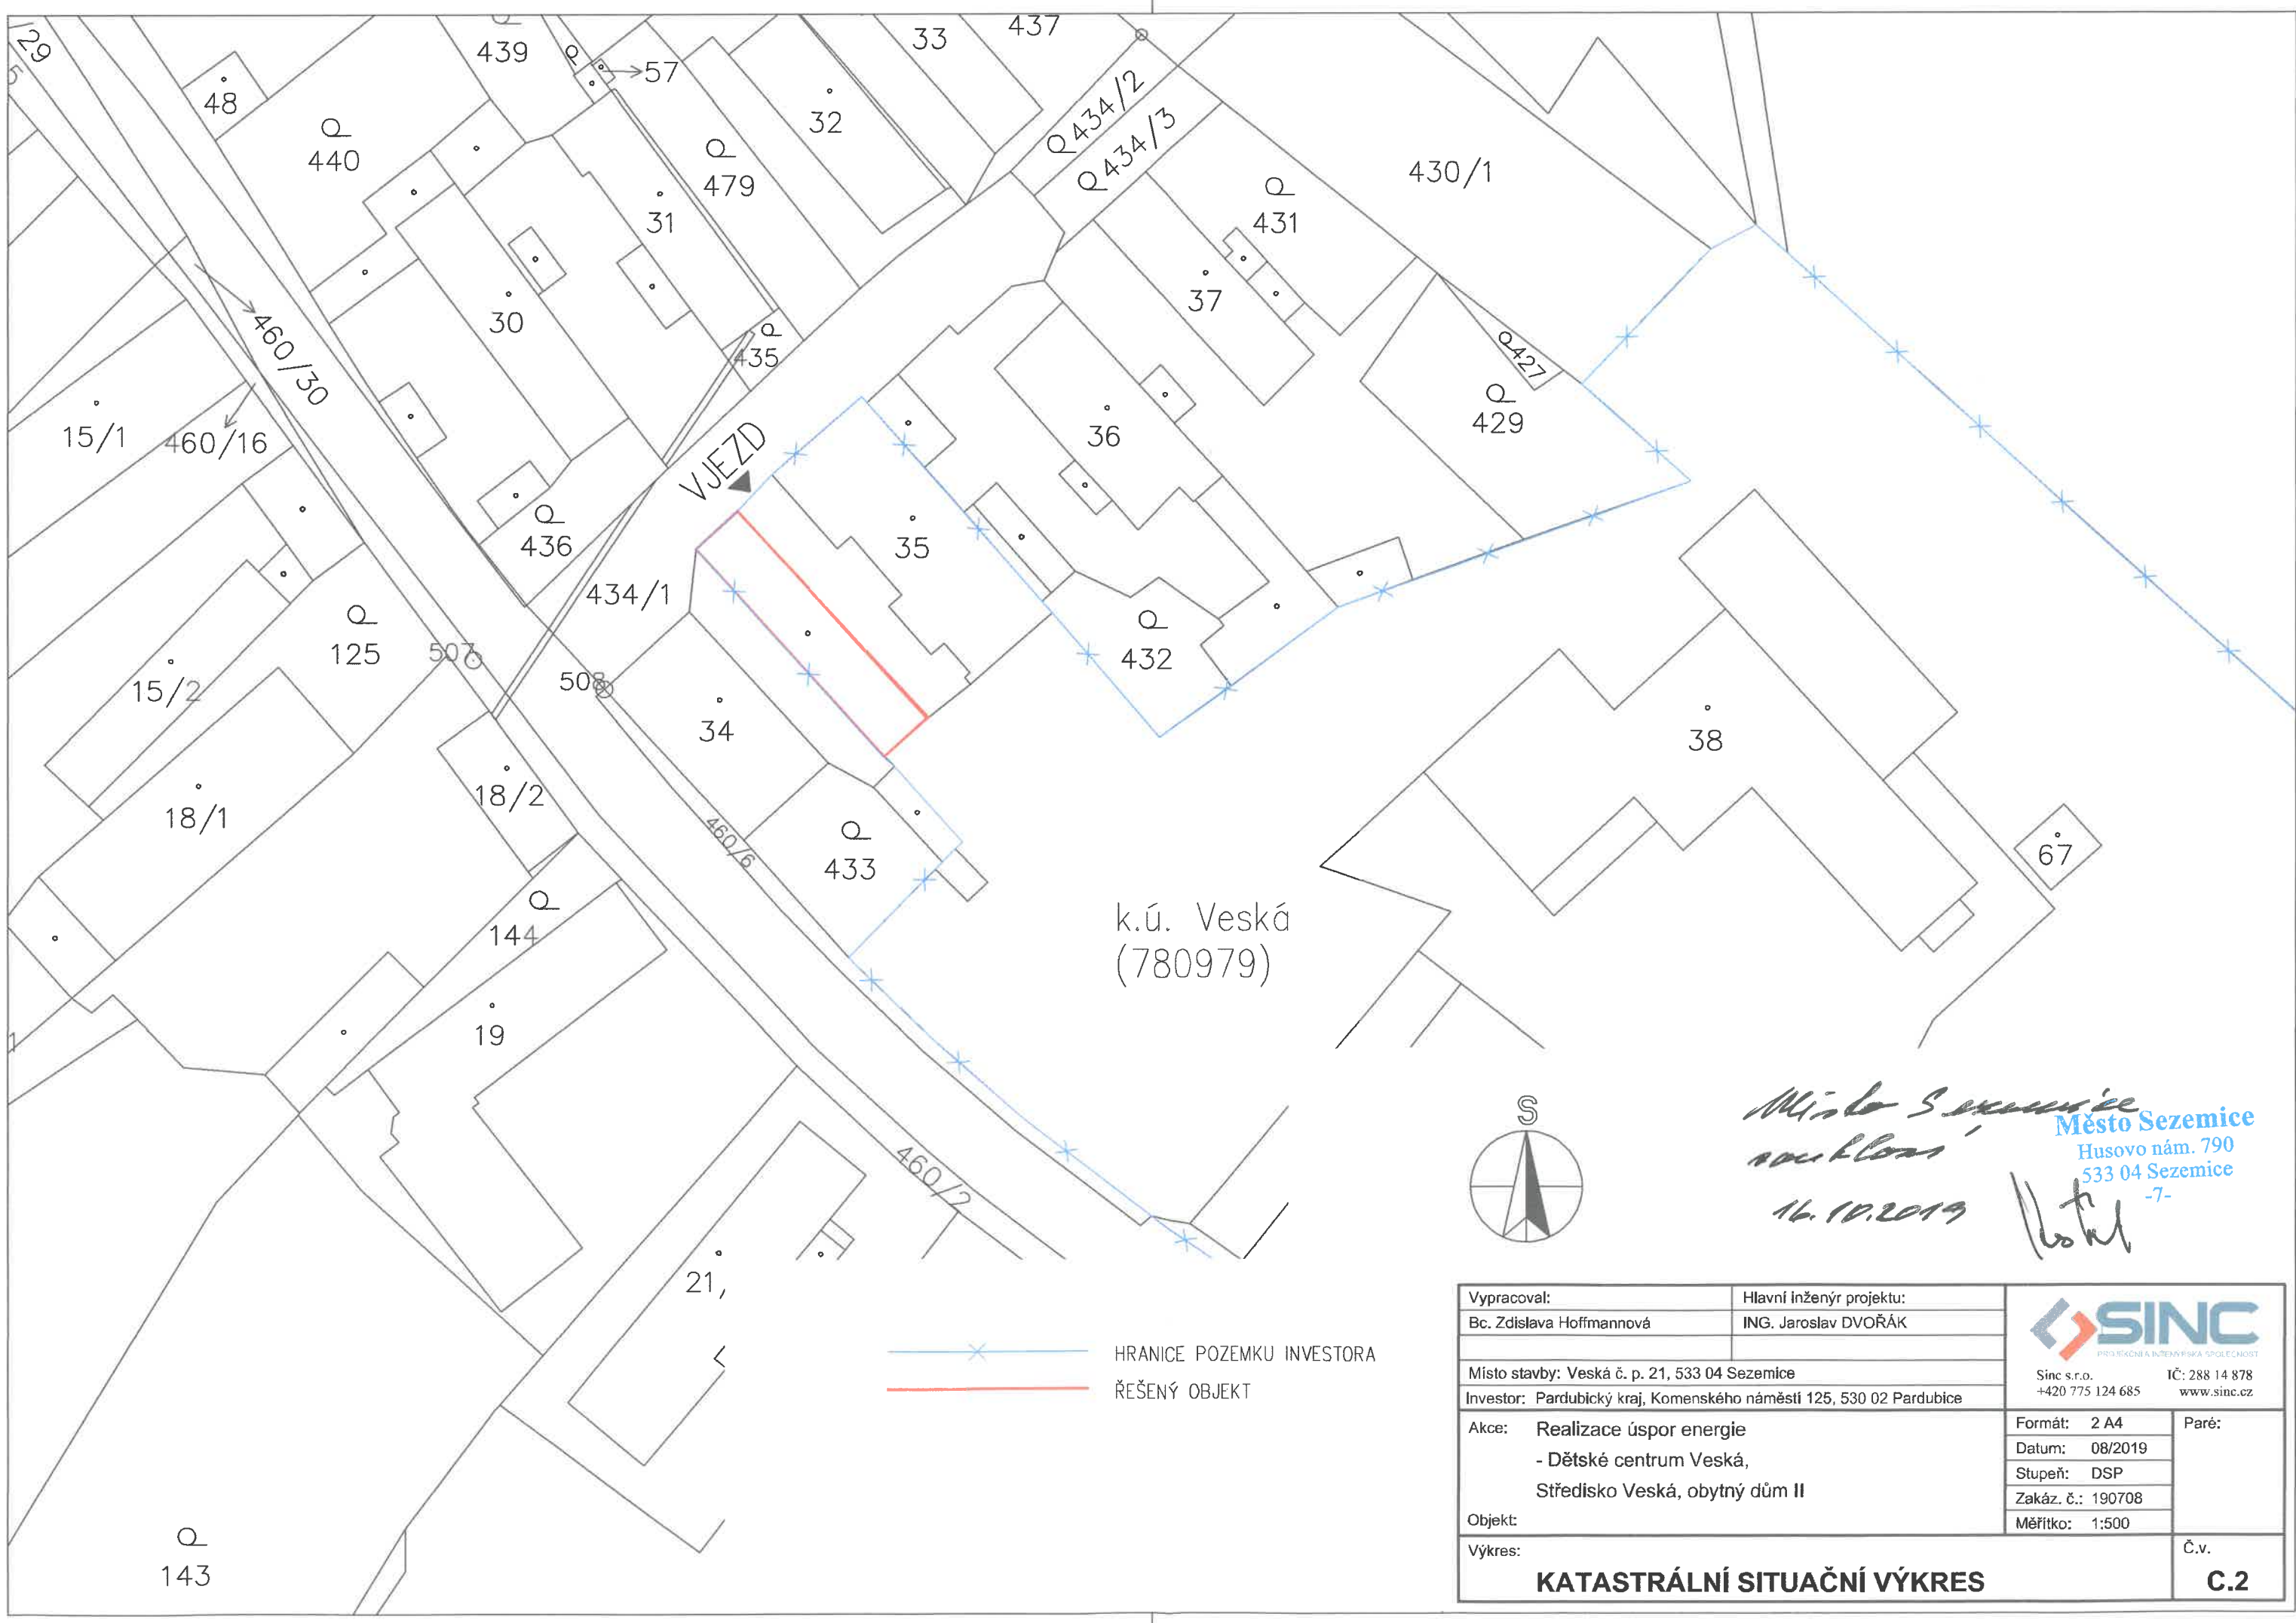 29
5
48
439
57
33
437
440
32
434/2
434/3
479
31
431
430/1
30
37
460/30
435
427
429
15/1
460/16
36
VJEZD
436
35
434/1
125
507
508
432
15/2
34
38
18/1
18/2
460/6
433
67
144
k.ú. Veská
(780979)
19
1
S
460/2
21,
143
HRANICE POZEMKU INVESTORA
ŘEŠENÝ OBJEKT
Město Sezemice
souhlasí
16.10.2019
Město Sezemice
Husovo nám. 790
533 04 Sezemice
-7-
Vypracoval:
Hlavní inženýr projektu:
Bc. Zdislava Hoffmannová
ING. Jaroslav DVOŘÁK
Místo stavby: Veská č. p. 21, 533 04 Sezemice
Investor: Pardubický kraj, Komenského náměstí 125, 530 02 Pardubice
SINC
PROJEKČNÍ A INŽENÝRSKÁ SPOLEČNOST
Sinc s.r.o. IČ: 288 14 878
+420 775 124 685 www.sinc.cz
Akce: Realizace úspor energie
- Dětské centrum Veská,
Středisko Veská, obytný dům II
Objekt:
Formát: 2 A4
Paré:
Datum: 08/2019
Stupeň: DSP
Zakáz. č.: 190708
Měřítko: 1:500
Výkres:
KATASTRÁLNÍ SITUAČNÍ VÝKRES
Č.v.
C.2